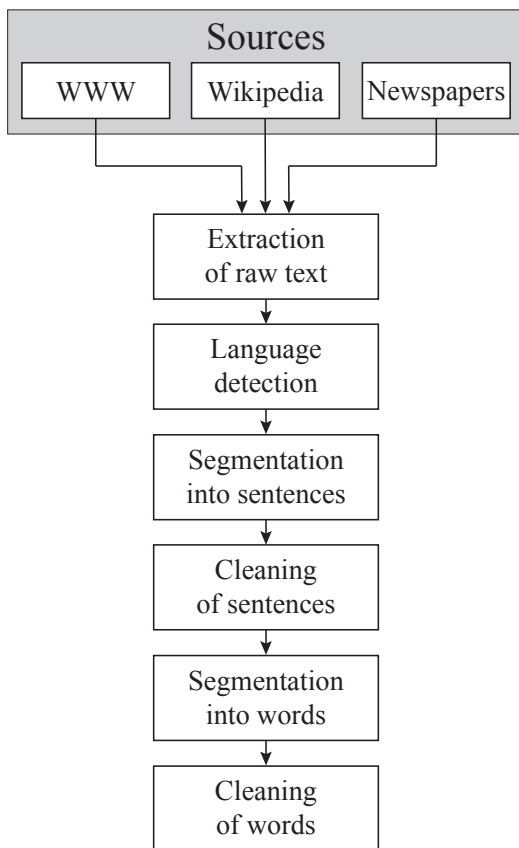 Sources
WWW
Wikipedia
Newspapers
Extraction
of raw text
Language
detection
Segmentation
into sentences
Cleaning
of sentences
Segmentation
into words
Cleaning
of words